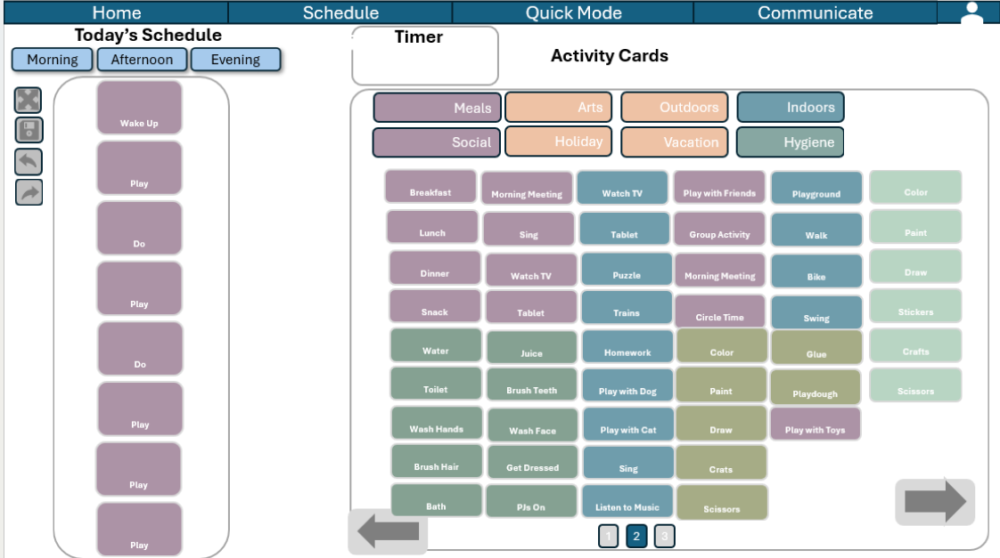 Home Schedule Quick Mode Communicate
Today's Schedule
Morning Afternoon Evening
Wake Up
Play
Do
Play
Do
Play
Play
Play
Timer
Activity Cards
Meals Arts Outdoors Indoors
Social Holiday Vacation Hygiene
Breakfast Morning Meeting Watch TV Play with Friends Playground Color
Lunch Sing Tablet Group Activity Walk Paint
Dinner Watch TV Puzzle Morning Meeting Bike Draw
Snack Tablet Trains Circle Time Swing Stickers
Water Juice Homework Color Glue Crafts
Toilet Brush Teeth Play with Dog Paint Playdough Scissors
Wash Hands Wash Face Play with Cat Draw Play with Toys
Brush Hair Get Dressed Sing Crats
Bath PJs On Listen to Music Scissors
1 2 3